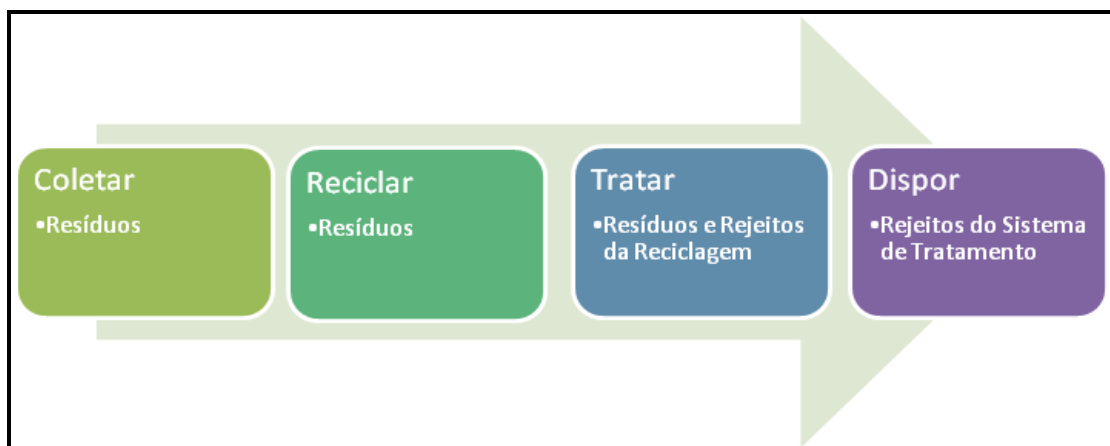 Coletar
•Resíduos
Reciclar
•Resíduos
Tratar
•Resíduos e Rejeitos
da Reciclagem
Dispor
•Rejeitos do Sistema
de Tratamento